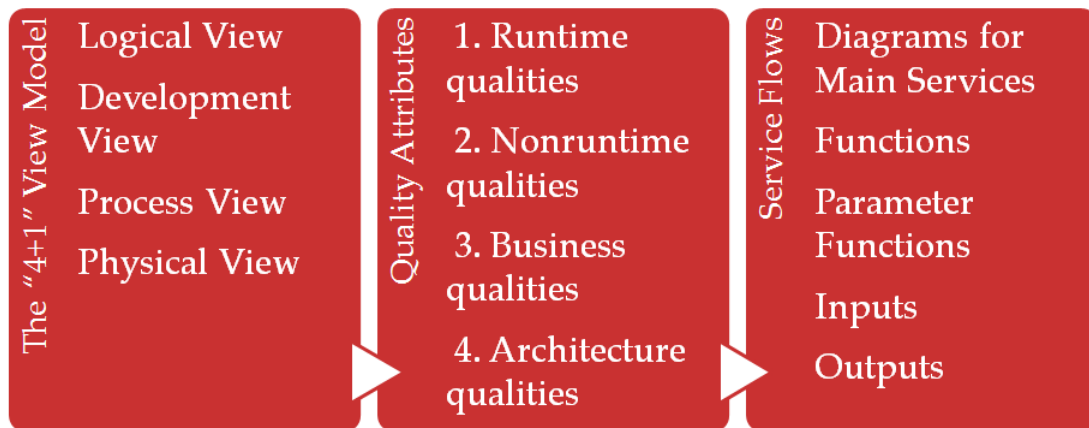 The “4+1” View Model
Logical View
Development
View
Process View
Physical View
Quality Attributes
1. Runtime
qualities
2. Nonruntime
qualities
3. Business
qualities
4. Architecture
qualities
Service Flows
Diagrams for
Main Services
Functions
Parameter
Functions
Inputs
Outputs